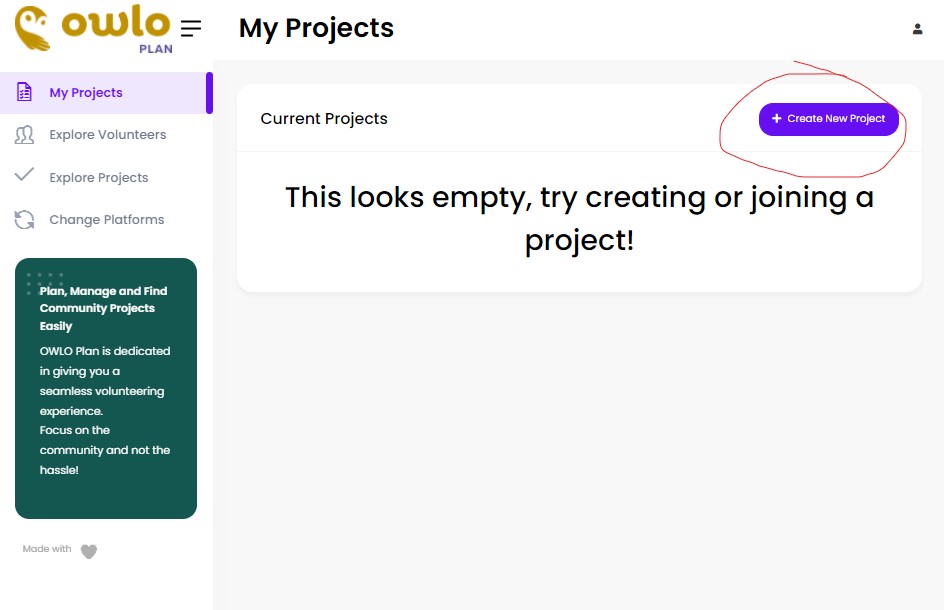 owlo
PLAN
My Projects
My Projects
Explore Volunteers
Explore Projects
Change Platforms
Plan, Manage and Find
Community Projects
Easily
OWLO Plan is dedicated
in giving you a
seamless volunteering
experience.
Focus on the
community and not the
hassle!
Made with
Current Projects
+ Create New Project
This looks empty, try creating or joining a
project!